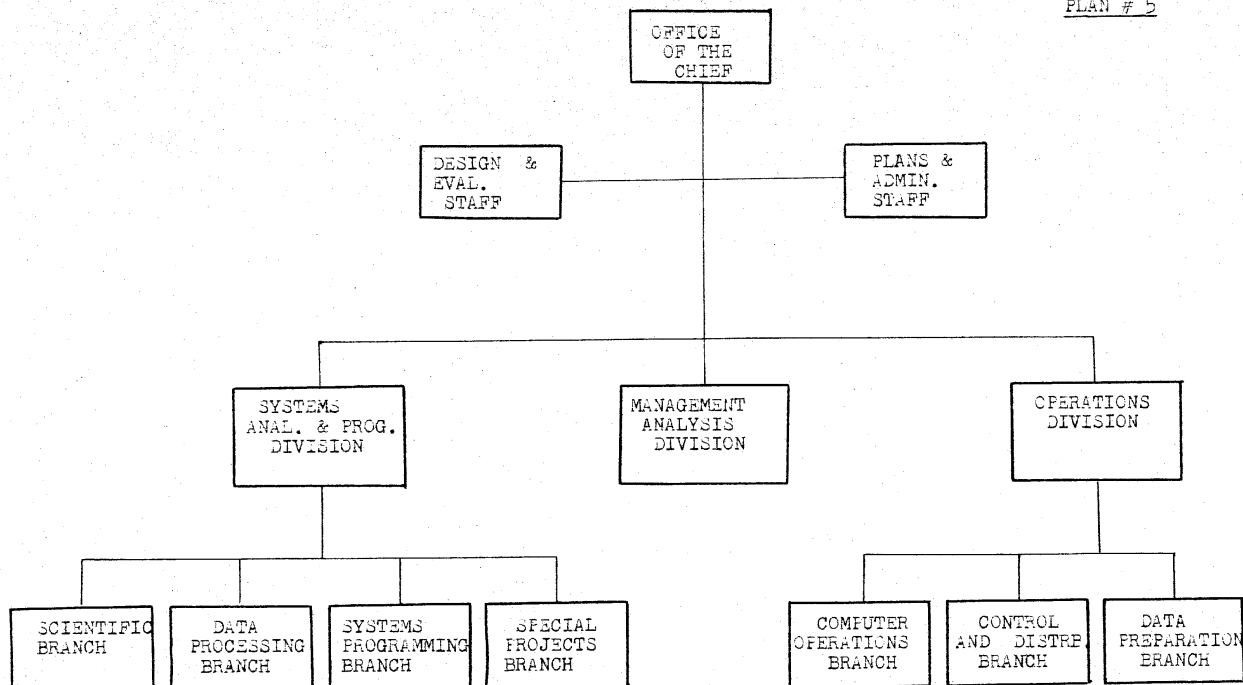 PLAN # 5
OFFICE
OF THE
CHIEF
DESIGN &
EVAL.
STAFF
PLANS &
ADMIN.
STAFF
SYSTEMS
ANAL. & PROG.
DIVISION
MANAGEMENT
ANALYSIS
DIVISION
OPERATIONS
DIVISION
SCIENTIFIC
BRANCH
DATA
PROCESSING
BRANCH
SYSTEMS
PROGRAMMING
BRANCH
SPECIAL
PROJECTS
BRANCH
COMPUTER
OPERATIONS
BRANCH
CONTROL
AND DISTRB.
BRANCH
DATA
PREPARATION
BRANCH